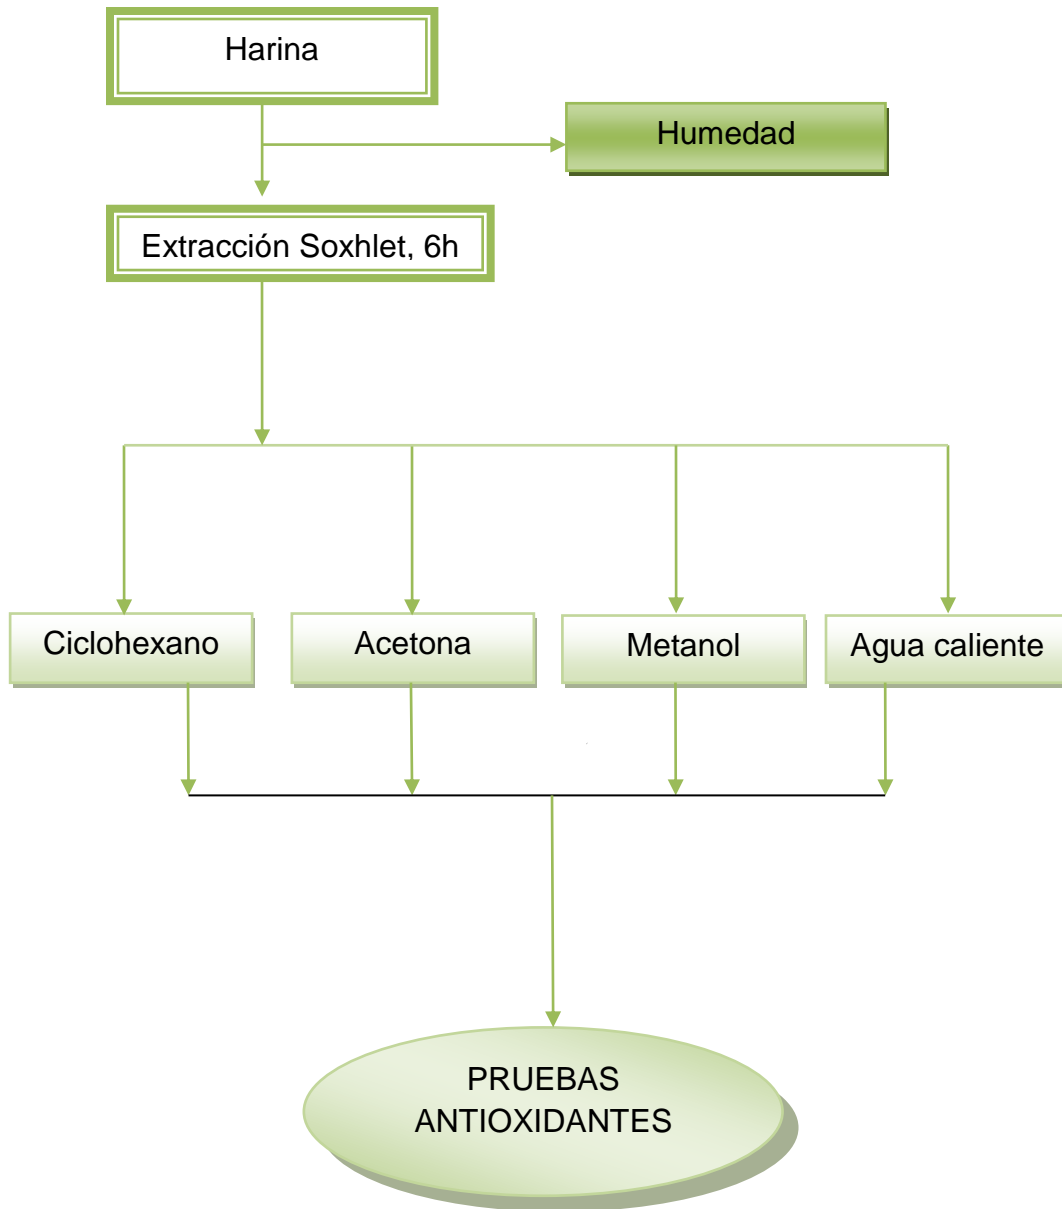 Harina
Humedad
Extracción Soxhlet, 6h
Ciclohexano
Acetona
Metanol
Agua caliente
PRUEBAS
ANTIOXIDANTES